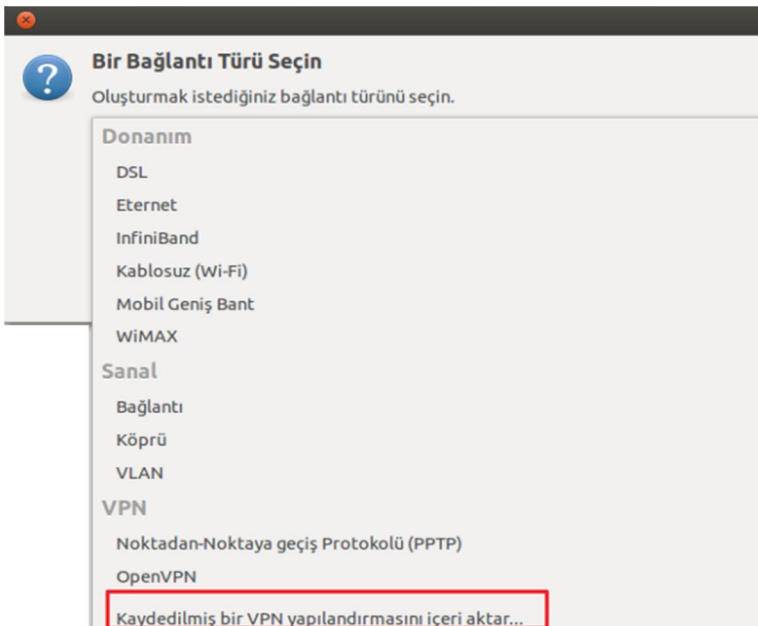 Bir Bağlantı Türü Seçin
Oluşturmak istediğiniz bağlantı türünü seçin.
Donanım
DSL
Eternet
InfiniBand
Kablosuz (Wi-Fi)
Mobil Geniş Bant
WiMAX
Sanal
Bağlantı
Köprü
VLAN
VPN
Noktadan-Noktaya geçiş Protokolü (PPTP)
OpenVPN
Kaydedilmiş bir VPN yapılandırmasını içeri aktar...